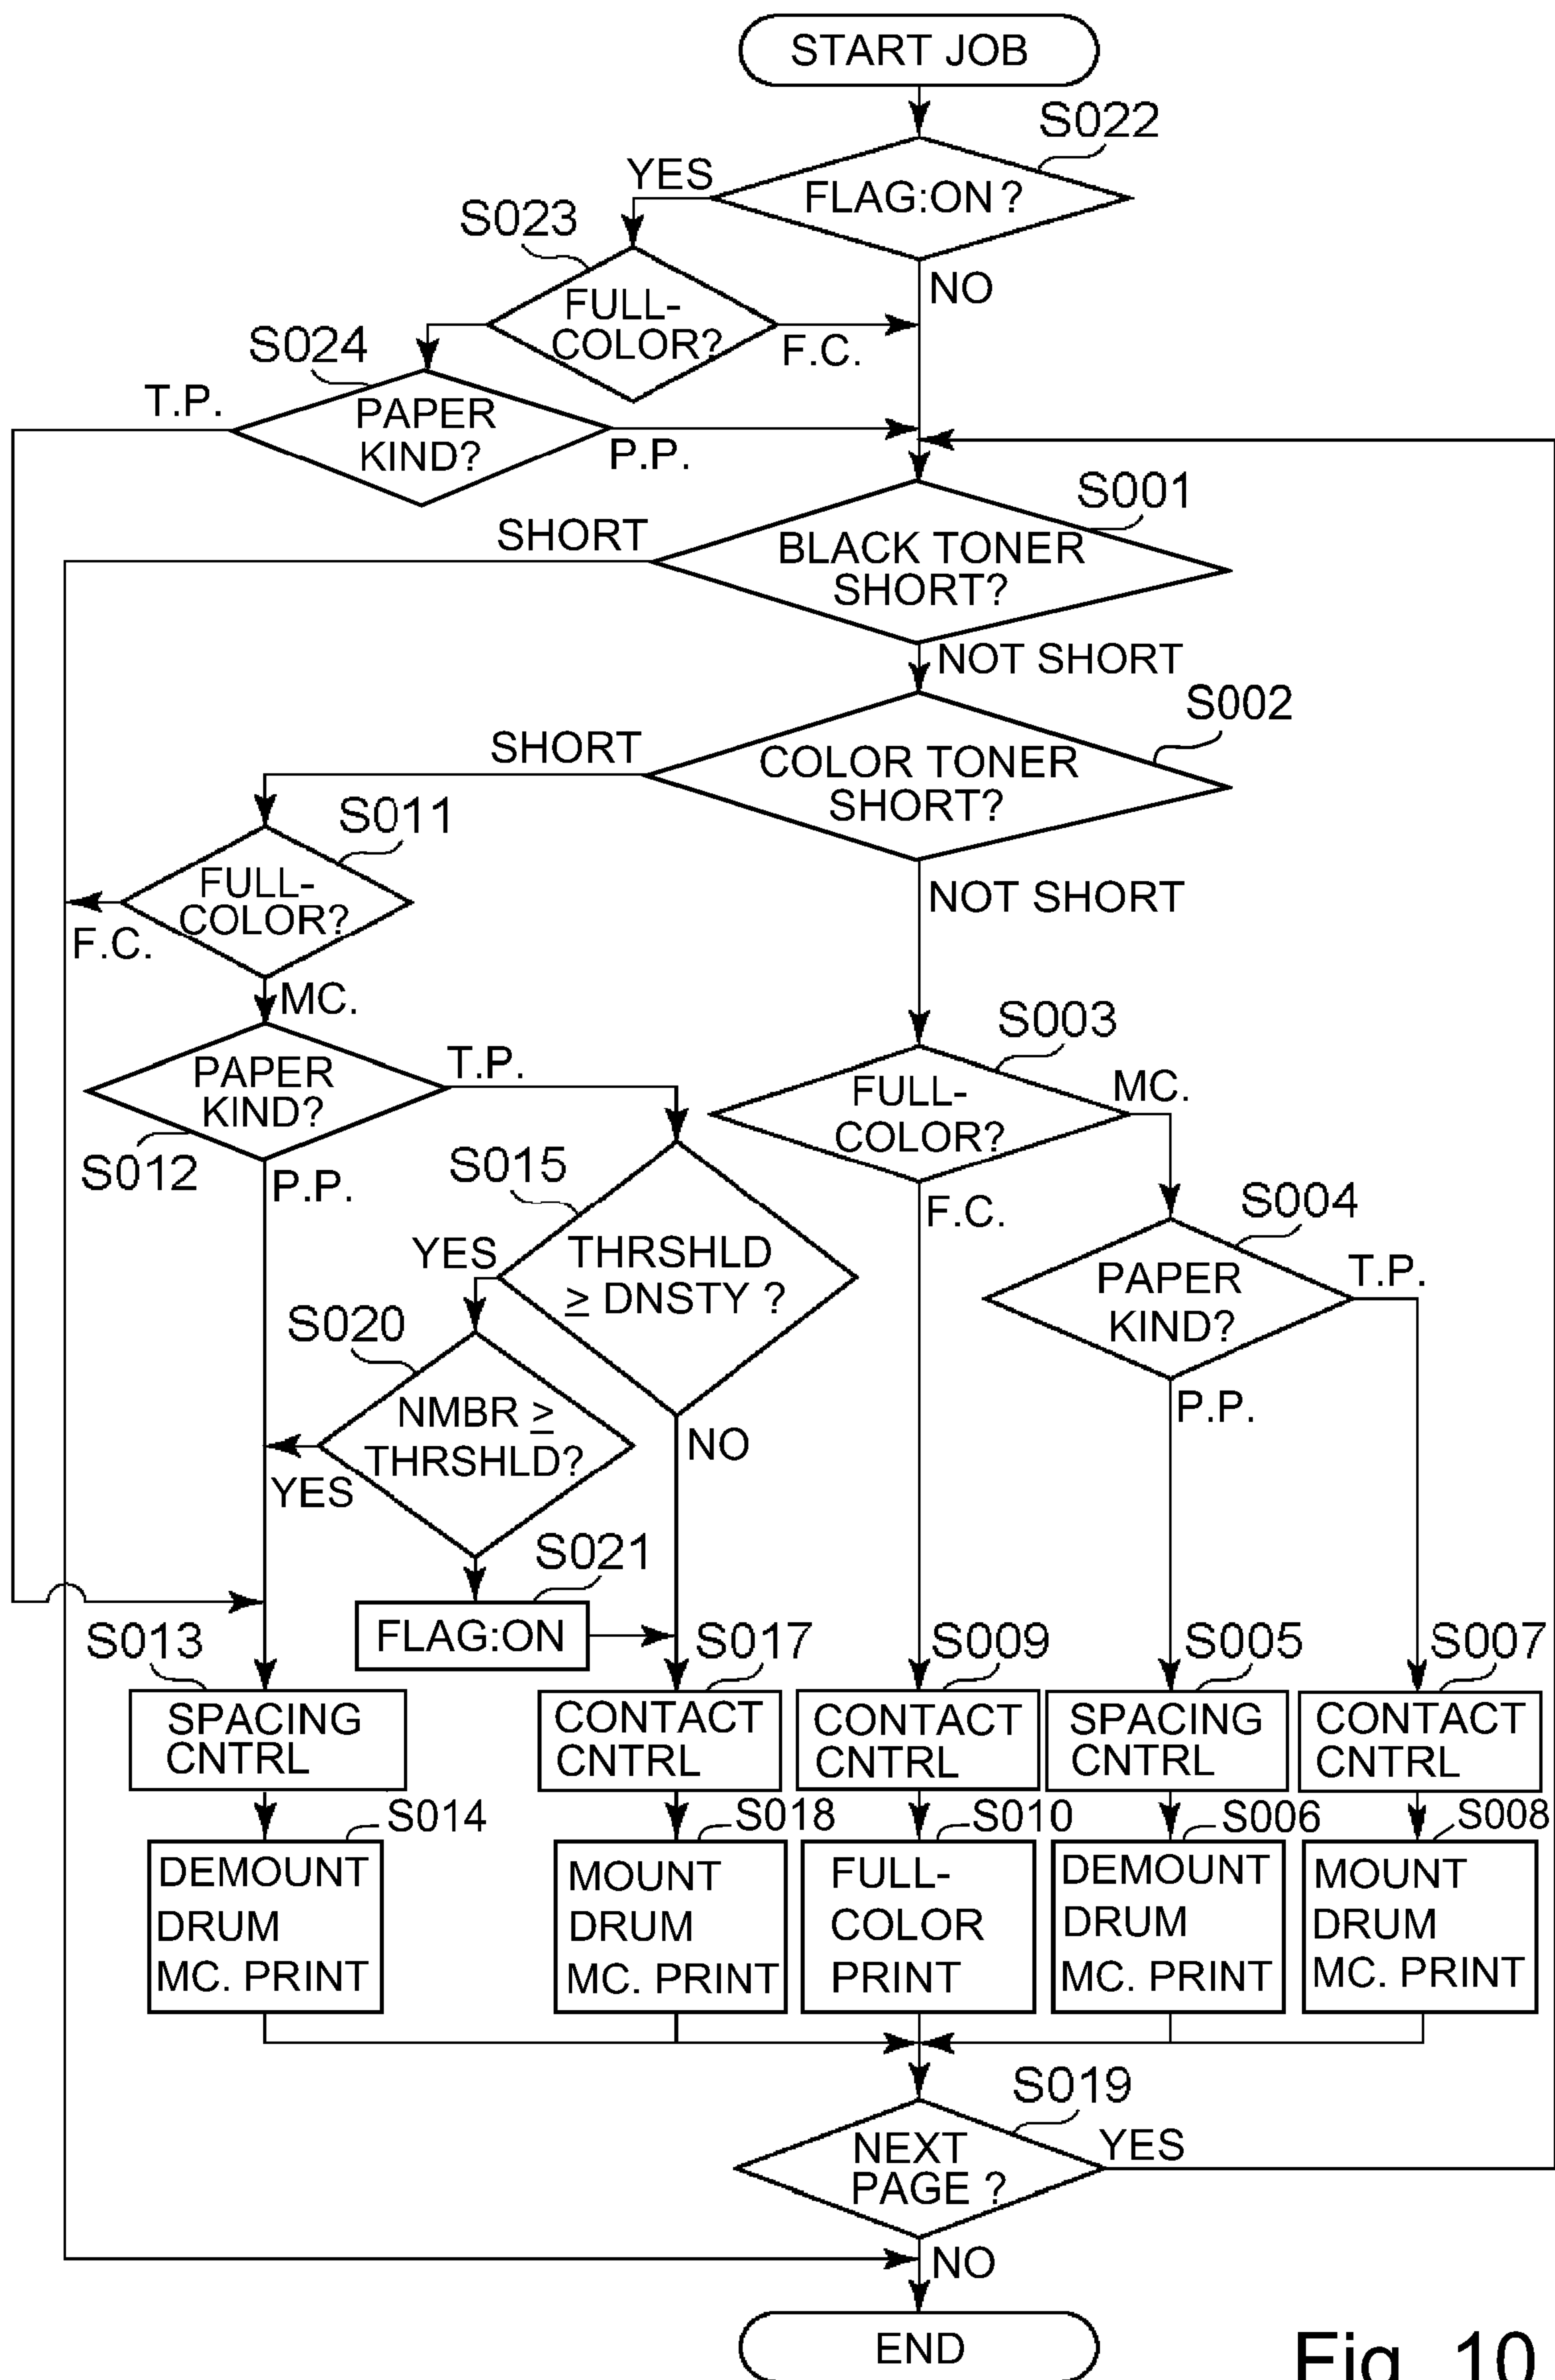 START JOB
S022
FLAG:ON ?
YES
NO
S023
FULL-
COLOR?
F.C.
S024
PAPER
KIND?
T.P.
P.P.
S001
BLACK TONER
SHORT?
SHORT
NOT SHORT
S002
COLOR TONER
SHORT?
SHORT
NOT SHORT
S011
FULL-
COLOR?
F.C.
MC.
S012
PAPER
KIND?
T.P.
P.P.
S003
FULL-
COLOR?
MC.
F.C.
S015
THRSHLD
≥ DNSTY ?
YES
NO
S004
PAPER
KIND?
T.P.
P.P.
S020
NMBR ≥
THRSHLD?
YES
S021
FLAG:ON
S013
SPACING
CNTRL
S017
CONTACT
CNTRL
S009
CONTACT
CNTRL
S005
SPACING
CNTRL
S007
CONTACT
CNTRL
S014
DEMOUNT
DRUM
MC. PRINT
S018
MOUNT
DRUM
MC. PRINT
S010
FULL-
COLOR
PRINT
S006
DEMOUNT
DRUM
MC. PRINT
S008
MOUNT
DRUM
MC. PRINT
S019
NEXT
PAGE ?
YES
NO
END
Fig. 10